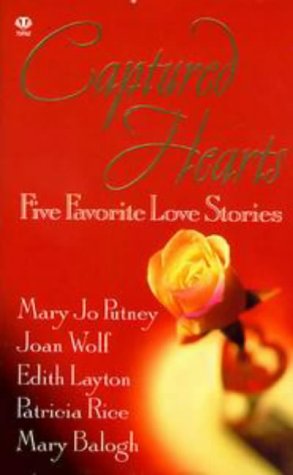 Captured
Hearts
Five Favorite Love Stories
Mary Jo Putney
Joan Wolf
Edith Layton
Patricia Rice
Mary Balogh